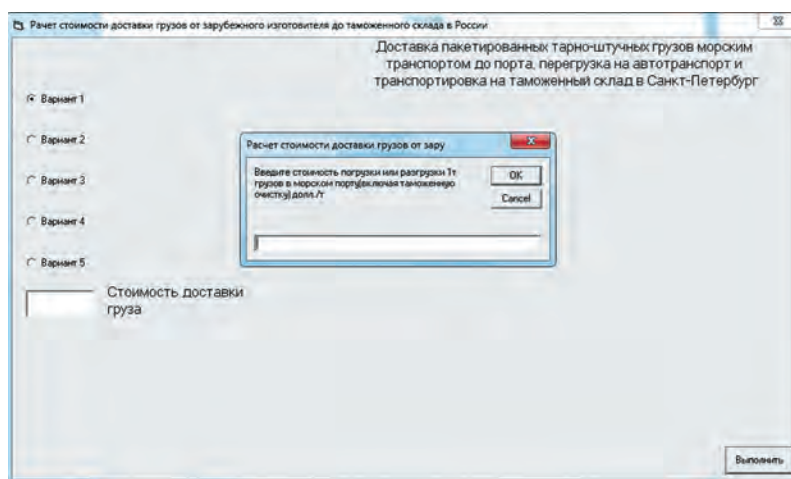 Рачет стоимости доставки грузов от зарубежного изготовителя до таможенного склада в России
Доставка пакетированных тарно-штучных грузов морским
транспортом до порта, перегрузка на автотранспорт и
транспортировка на таможенный склад в Санкт-Петербург
Вариант 1
Вариант 2
Вариант 3
Вариант 4
Вариант 5
Расчет стоимости доставки грузов от зару
Введите стоимость погрузки или разгрузки 1т
грузов в морском порту(включая таможенную
очистку) долл./т
OK
Cancel
Стоимость доставки
груза
Выполнить